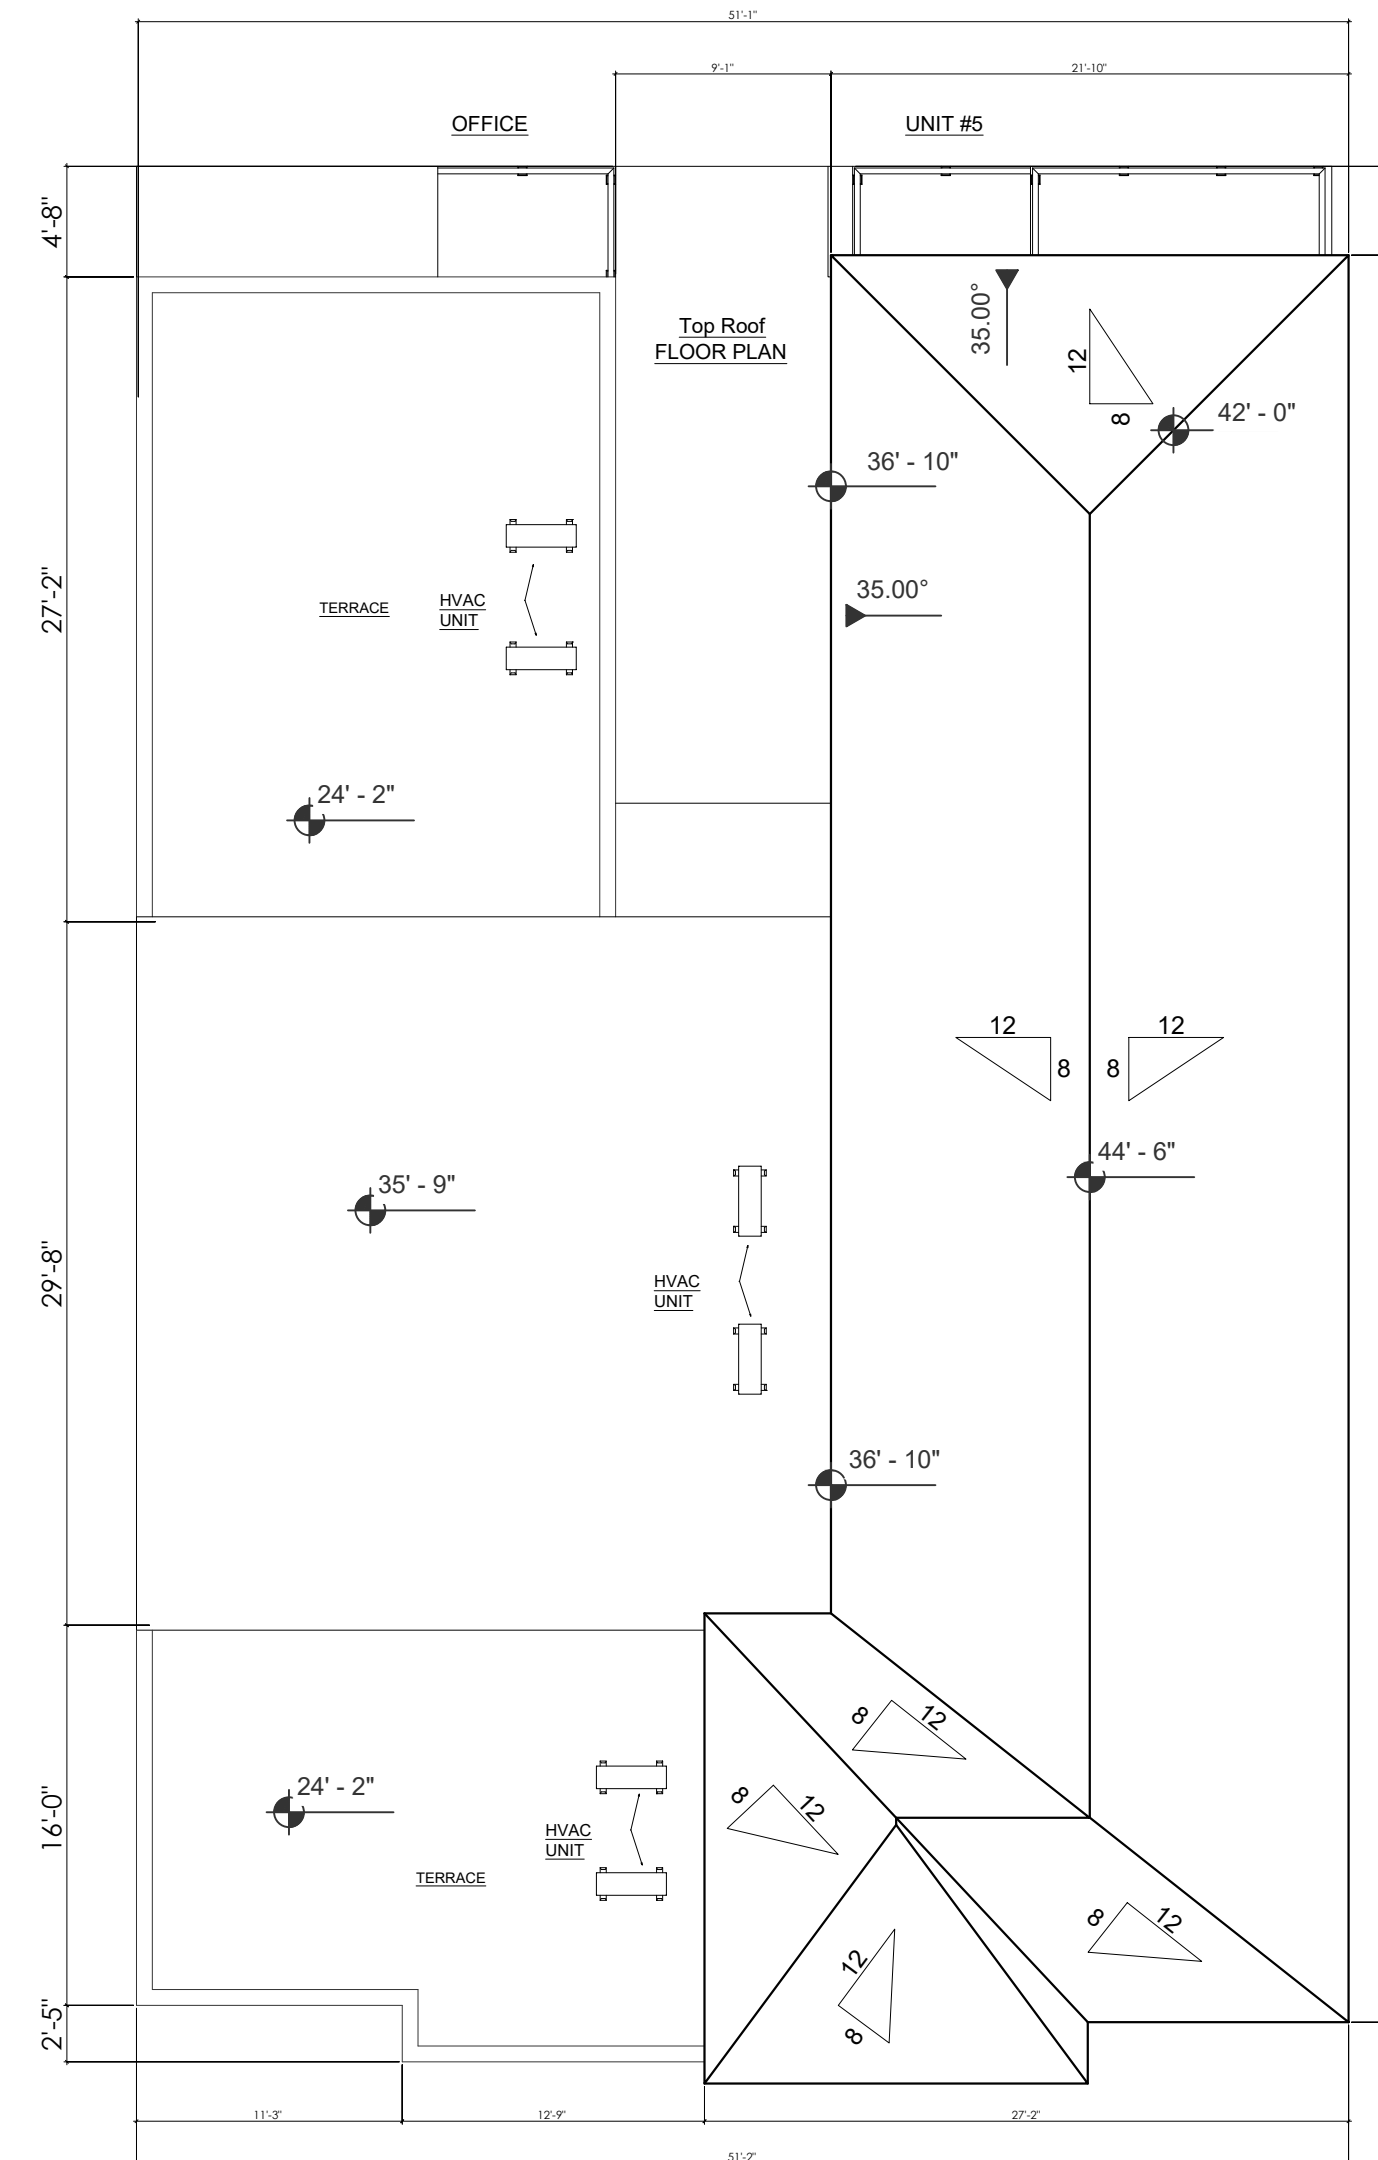 51'-1"
9'-1"
21'-10"
OFFICE
UNIT #5
4'-8"
35.00°
Top Roof
FLOOR PLAN
12
8
42' - 0"
36' - 10"
27'-2"
35.00°
TERRACE
HVAC
UNIT
24' - 2"
12
8
12
8
44' - 6"
35' - 9"
29'-8"
HVAC
UNIT
36' - 10"
8
12
8
12
24' - 2"
16'-0"
HVAC
UNIT
TERRACE
8
12
12
8
2'-5"
11'-3"
12'-9"
27'-2"
51'-2"